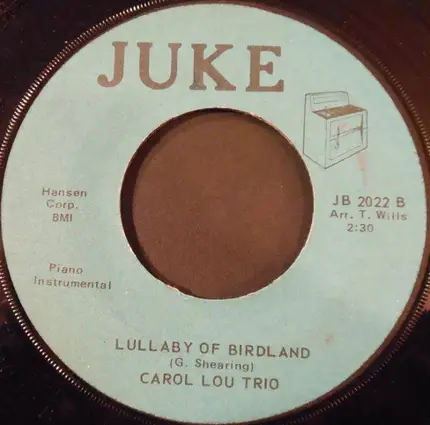 JUKE
Hansen
Corp.
BMI
JB 2022 B
Arr. T. Wills
2:30
Piano
Instrumental
LULLABY OF BIRDLAND
(G. Shearing)
CAROL LOU TRIO